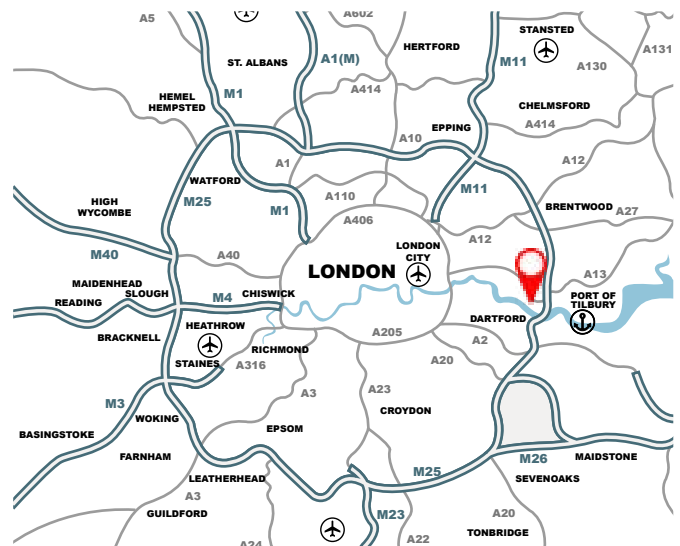 A602
A5
HERTFORD
STANSTED
A131
A1(M)
M11
ST. ALBANS
A130
M1
A414
HEMEL
HEMPSTED
CHELMSFORD
A414
EPPING
A10
A1
A12
WATFORD
M11
A110
M25
M1
HIGH
WYCOMBE
BRENTWOOD
A27
A406
A12
LONDON
CITY
M40
A40
LONDON
A13
MAIDENHEAD
SLOUGH
CHISWICK
READING
M4
PORT OF
TILBURY
DARTFORD
HEATHROW
BRACKNELL
A205
A2
RICHMOND
STAINES
A316
A20
A3
A23
M3
CROYDON
WOKING
EPSOM
BASINGSTOKE
FARNHAM
MAIDSTONE
M26
M25
LEATHERHEAD
SEVENOAKS
A3
GUILDFORD
M23
A20
TONBRIDGE
A24
A22